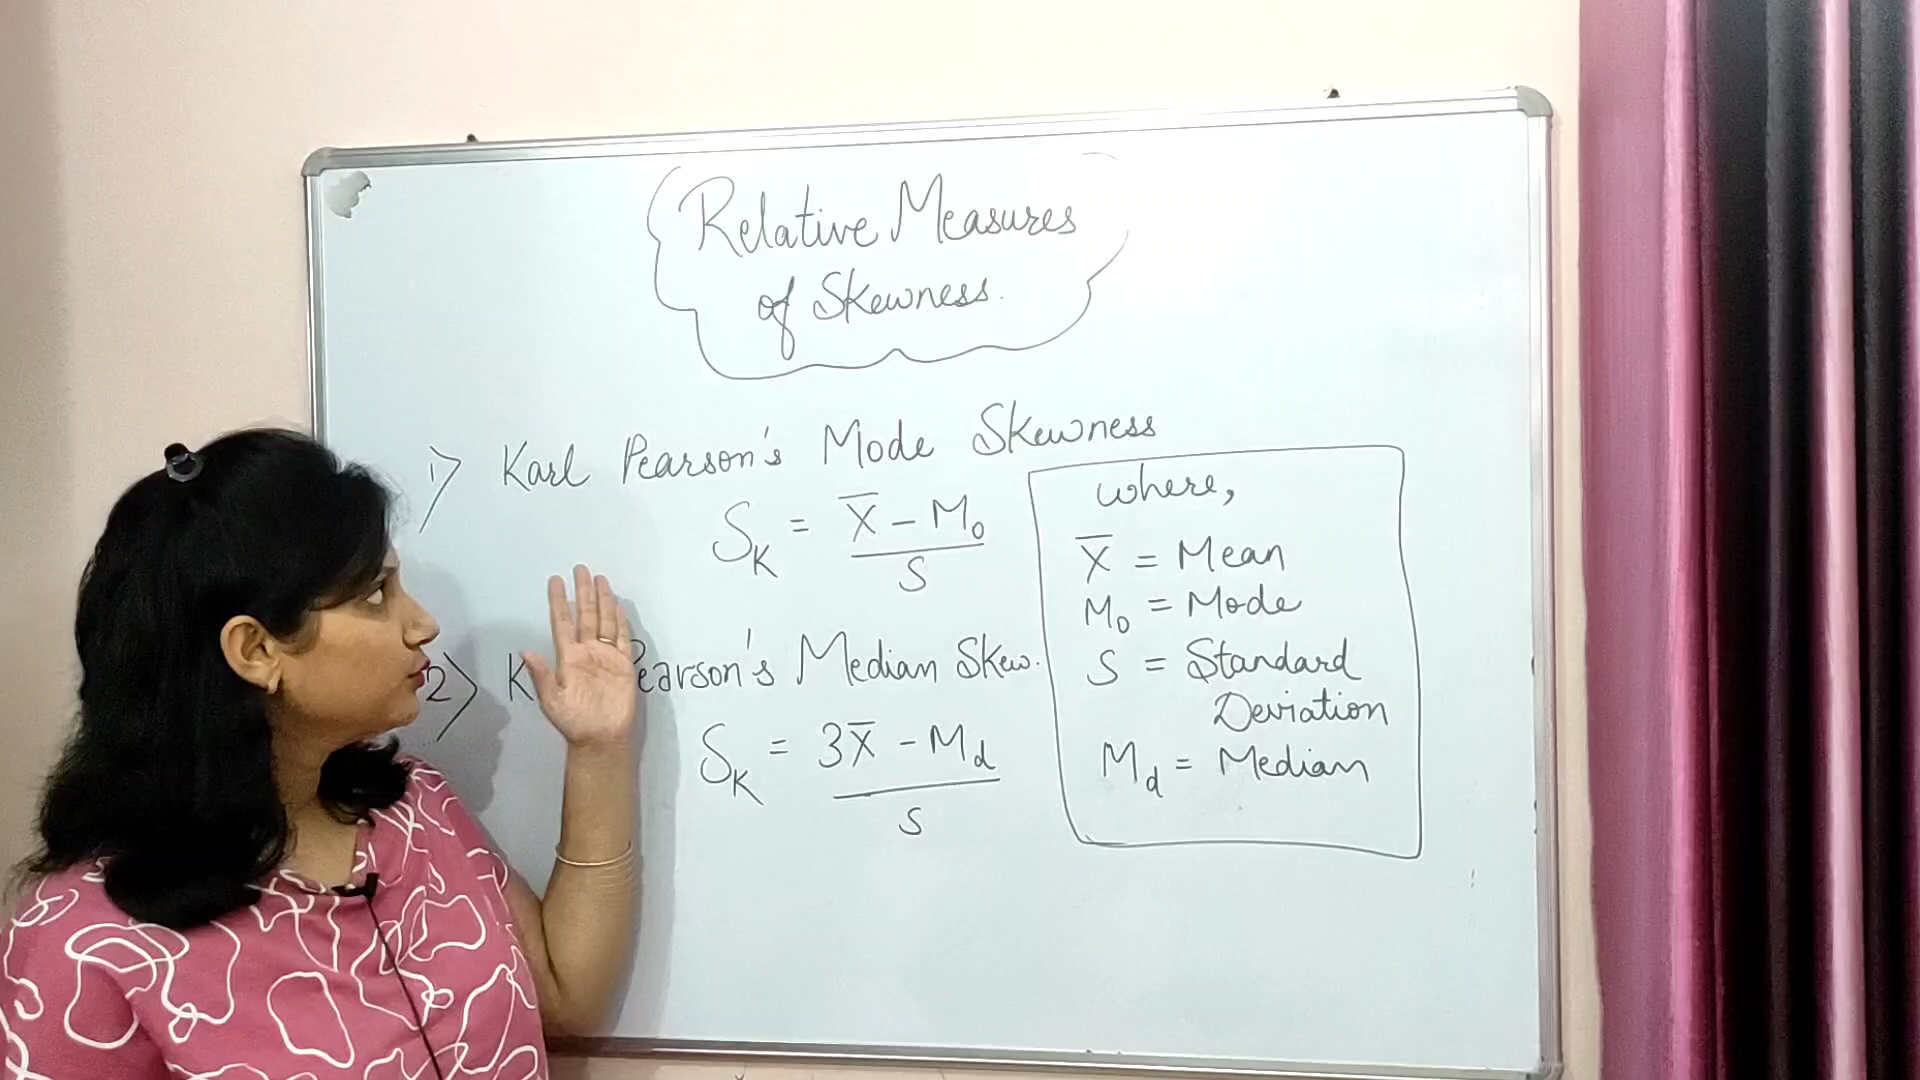 Relative Measures
of Skewness.
1) Karl Pearson's Mode Skewness
S_K = X̄ - M_o / S
2) K Pearson's Median Skew.
S_K = 3X̄ - M_d / S
where,
X̄ = Mean
M_o = Mode
S = Standard
Deviation
M_d = Median